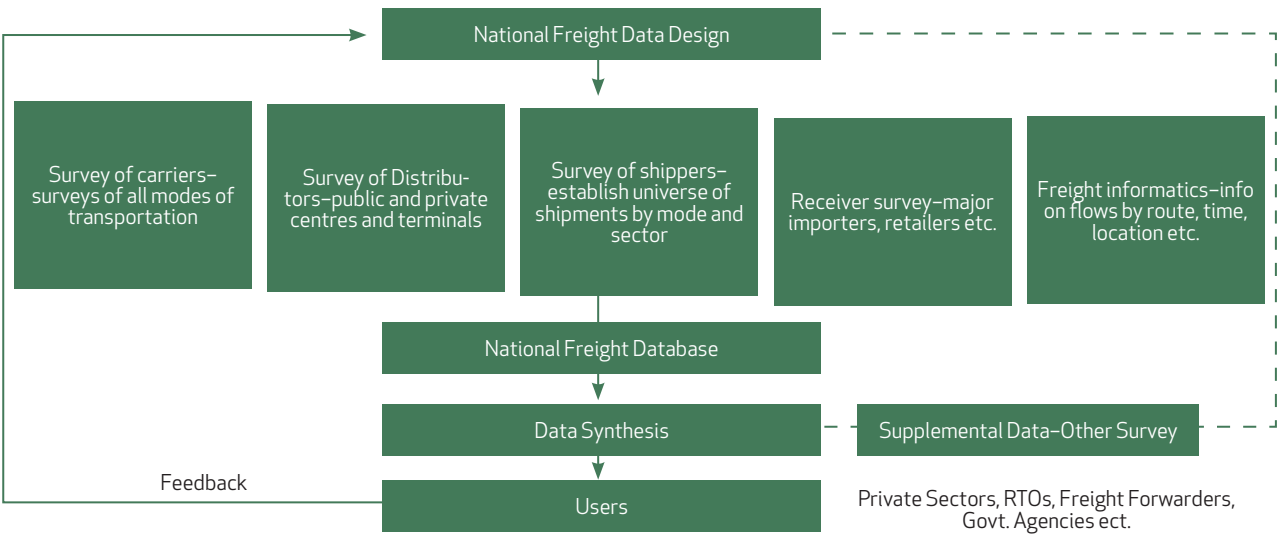 National Freight Data Design
Survey of carriers–
surveys of all modes of
transportation
Survey of Distribu-
tors–public and private
centres and terminals
Survey of shippers–
establish universe of
shipments by mode and
sector
Receiver survey–major
importers, retailers etc.
Freight informatics–info
on flows by route, time,
location etc.
National Freight Database
Data Synthesis
Supplemental Data–Other Survey
Feedback
Users
Private Sectors, RTOs, Freight Forwarders,
Govt. Agencies ect.